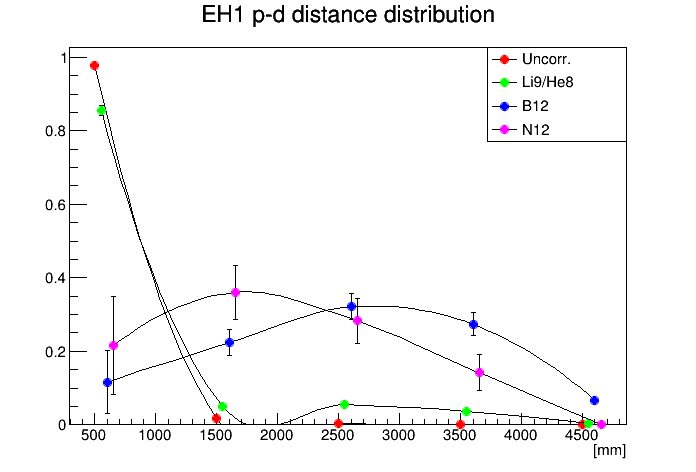 EH1 p-d distance distribution
Uncorr.
Li9/He8
B12
N12
1
0.8
0.6
0.4
0.2
0
500 1000 1500 2000 2500 3000 3500 4000 4500
[mm]